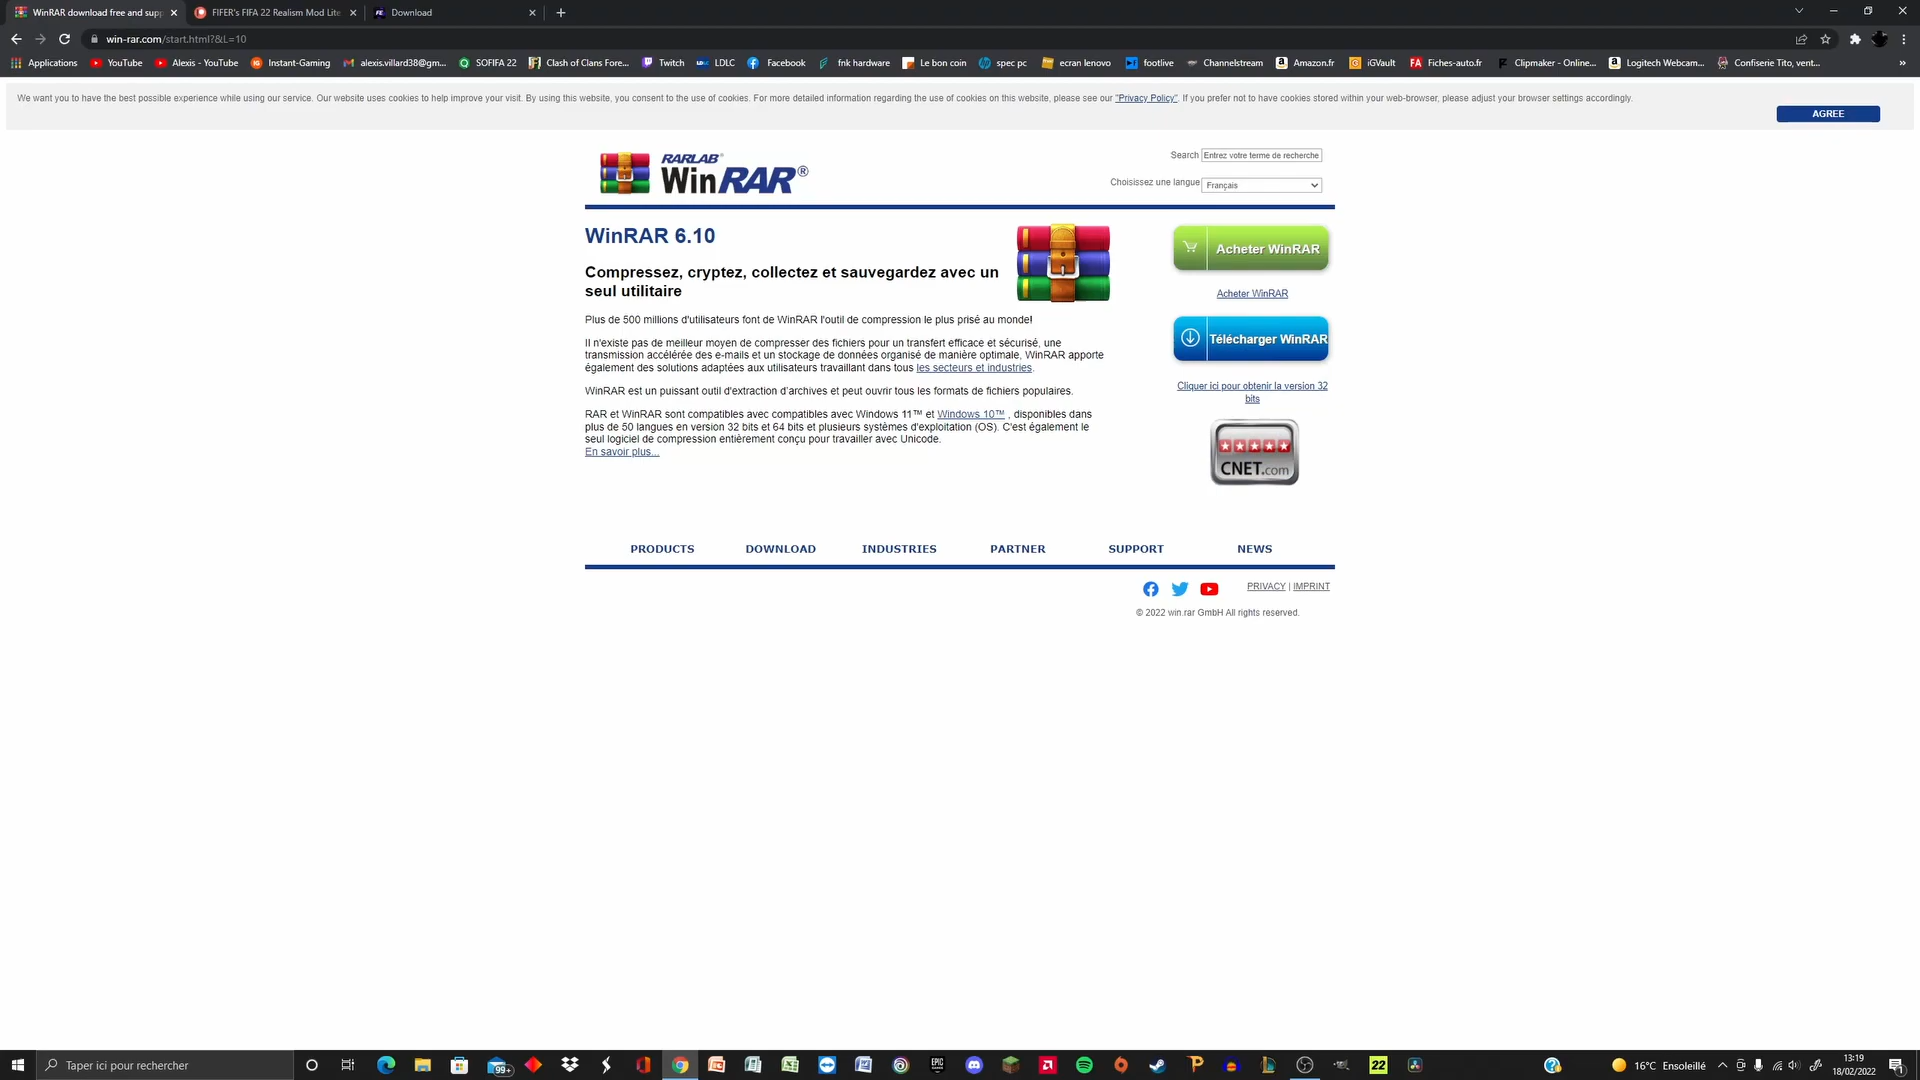 WinRAR download free and supp
FIFER's FIFA 22 Realism Mod Lite
Download
win-rar.com/start.html?&L=10
Applications
YouTube
Alexis - YouTube
Instant-Gaming
alexis.villard38@gm...
SOFIFA 22
Clash of Clans Fore...
Twitch
LDLC
Facebook
fnk hardware
Le bon coin
spec pc
ecran lenovo
footlive
Channelstream
Amazon.fr
iGVault
Fiches-auto.fr
Clipmaker - Online...
Logitech Webcam...
Confiserie Tito, vent...
»
We want you to have the best possible experience while using our service. Our website uses cookies to help improve your visit. By using this website, you consent to the use of cookies. For more detailed information regarding the use of cookies on this website, please see our "Privacy Policy". If you prefer not to have cookies stored within your web-browser, please adjust your browser settings accordingly.
AGREE
RARLAB®
WinRAR®
Search Entrez votre terme de recherche
Choisissez une langue Français
WinRAR 6.10
Compressez, cryptez, collectez et sauvegardez avec un
seul utilitaire
Plus de 500 millions d'utilisateurs font de WinRAR l'outil de compression le plus prisé au monde!
Il n'existe pas de meilleur moyen de compresser des fichiers pour un transfert efficace et sécurisé, une
transmission accélérée des e-mails et un stockage de données organisé de manière optimale, WinRAR apporte
également des solutions adaptées aux utilisateurs travaillant dans tous les secteurs et industries.
WinRAR est un puissant outil d'extraction d'archives et peut ouvrir tous les formats de fichiers populaires.
RAR et WinRAR sont compatibles avec compatibles avec Windows 11™ et Windows 10™ , disponibles dans
plus de 50 langues en version 32 bits et 64 bits et plusieurs systèmes d'exploitation (OS). C'est également le
seul logiciel de compression entièrement conçu pour travailler avec Unicode.
En savoir plus...
Acheter WinRAR
Acheter WinRAR
Télécharger WinRAR
Cliquer ici pour obtenir la version 32
bits
CNET.com
PRODUCTS
DOWNLOAD
INDUSTRIES
PARTNER
SUPPORT
NEWS
PRIVACY | IMPRINT
© 2022 win.rar GmbH All rights reserved.
Taper ici pour rechercher
99+
EPIC
22
16°C Ensoleillé
13:19
18/02/2022